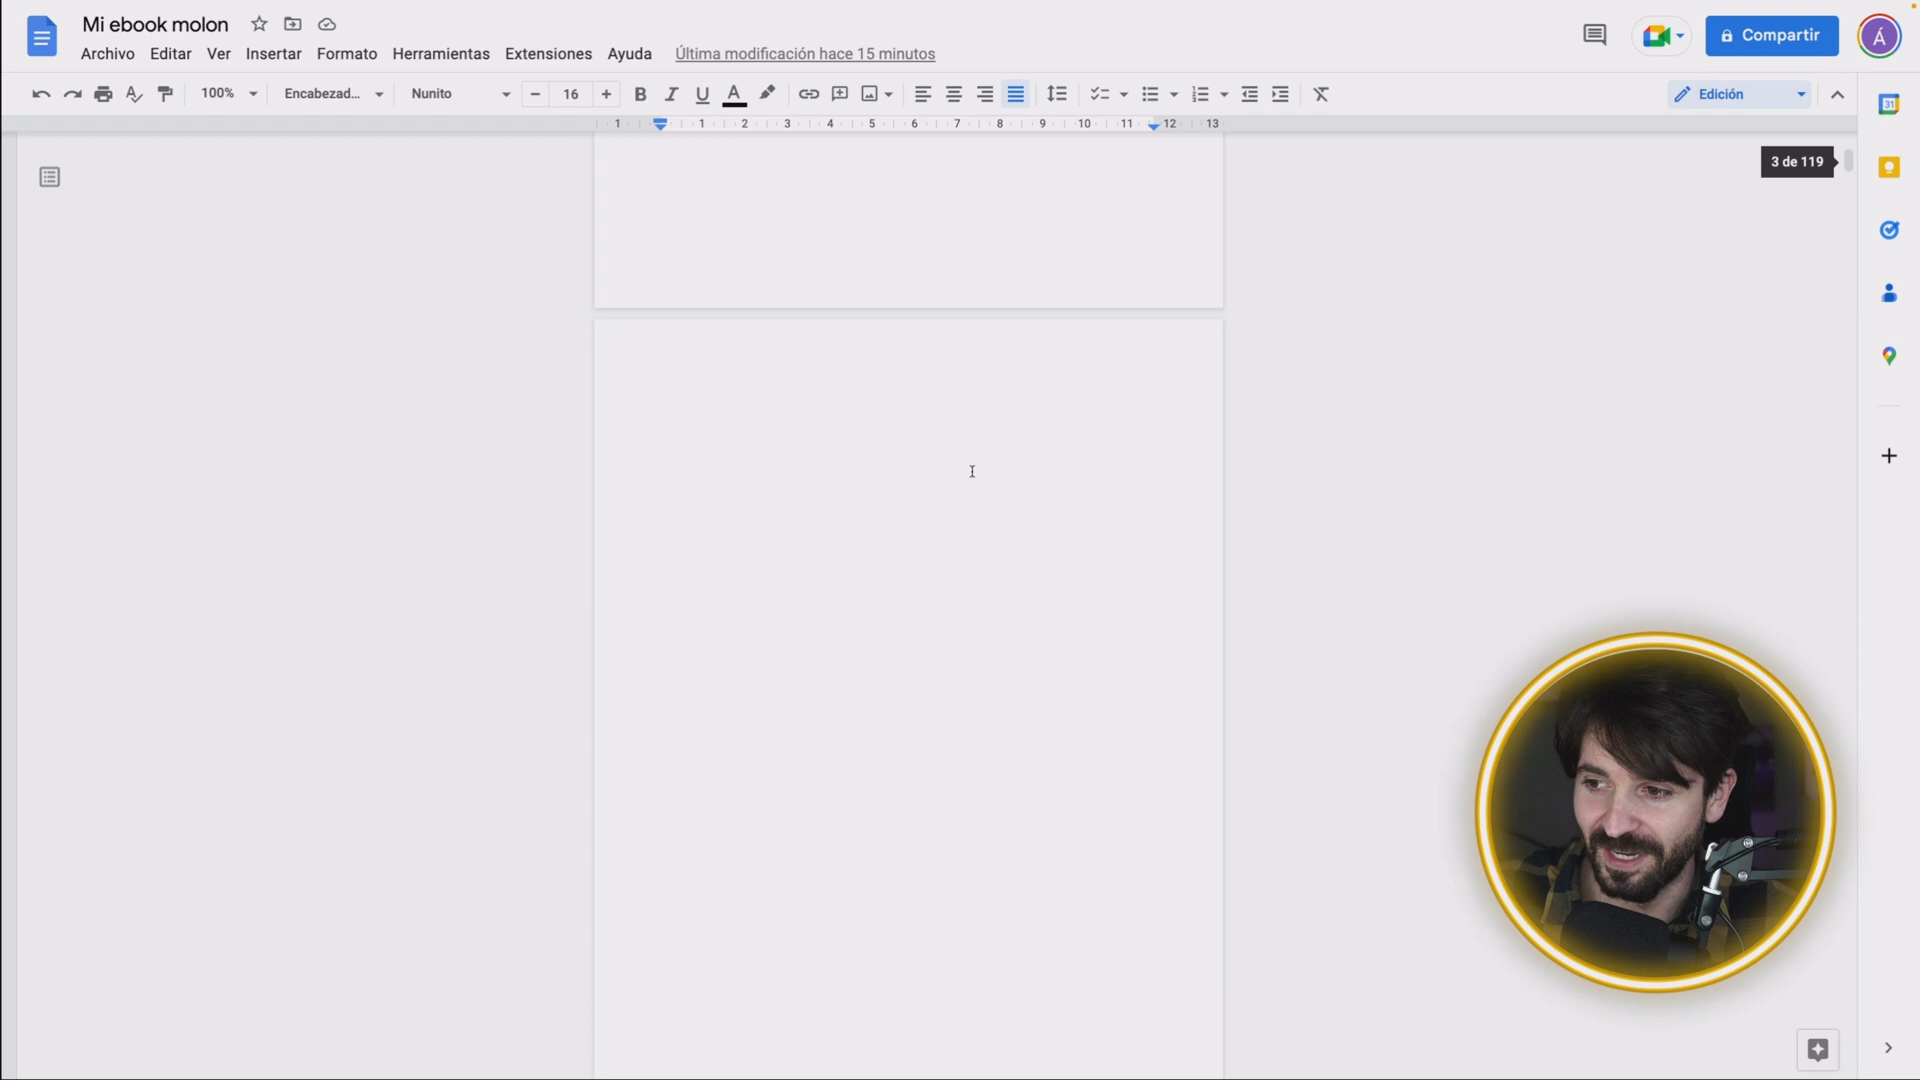 Mi ebook molon
Archivo Editar Ver Insertar Formato Herramientas Extensiones Ayuda Última modificación hace 15 minutos
Compartir
Á
100% Encabezad... Nunito 16 B I U A Edición
1 1 2 3 4 5 6 7 8 9 10 11 12 13
31
3 de 119